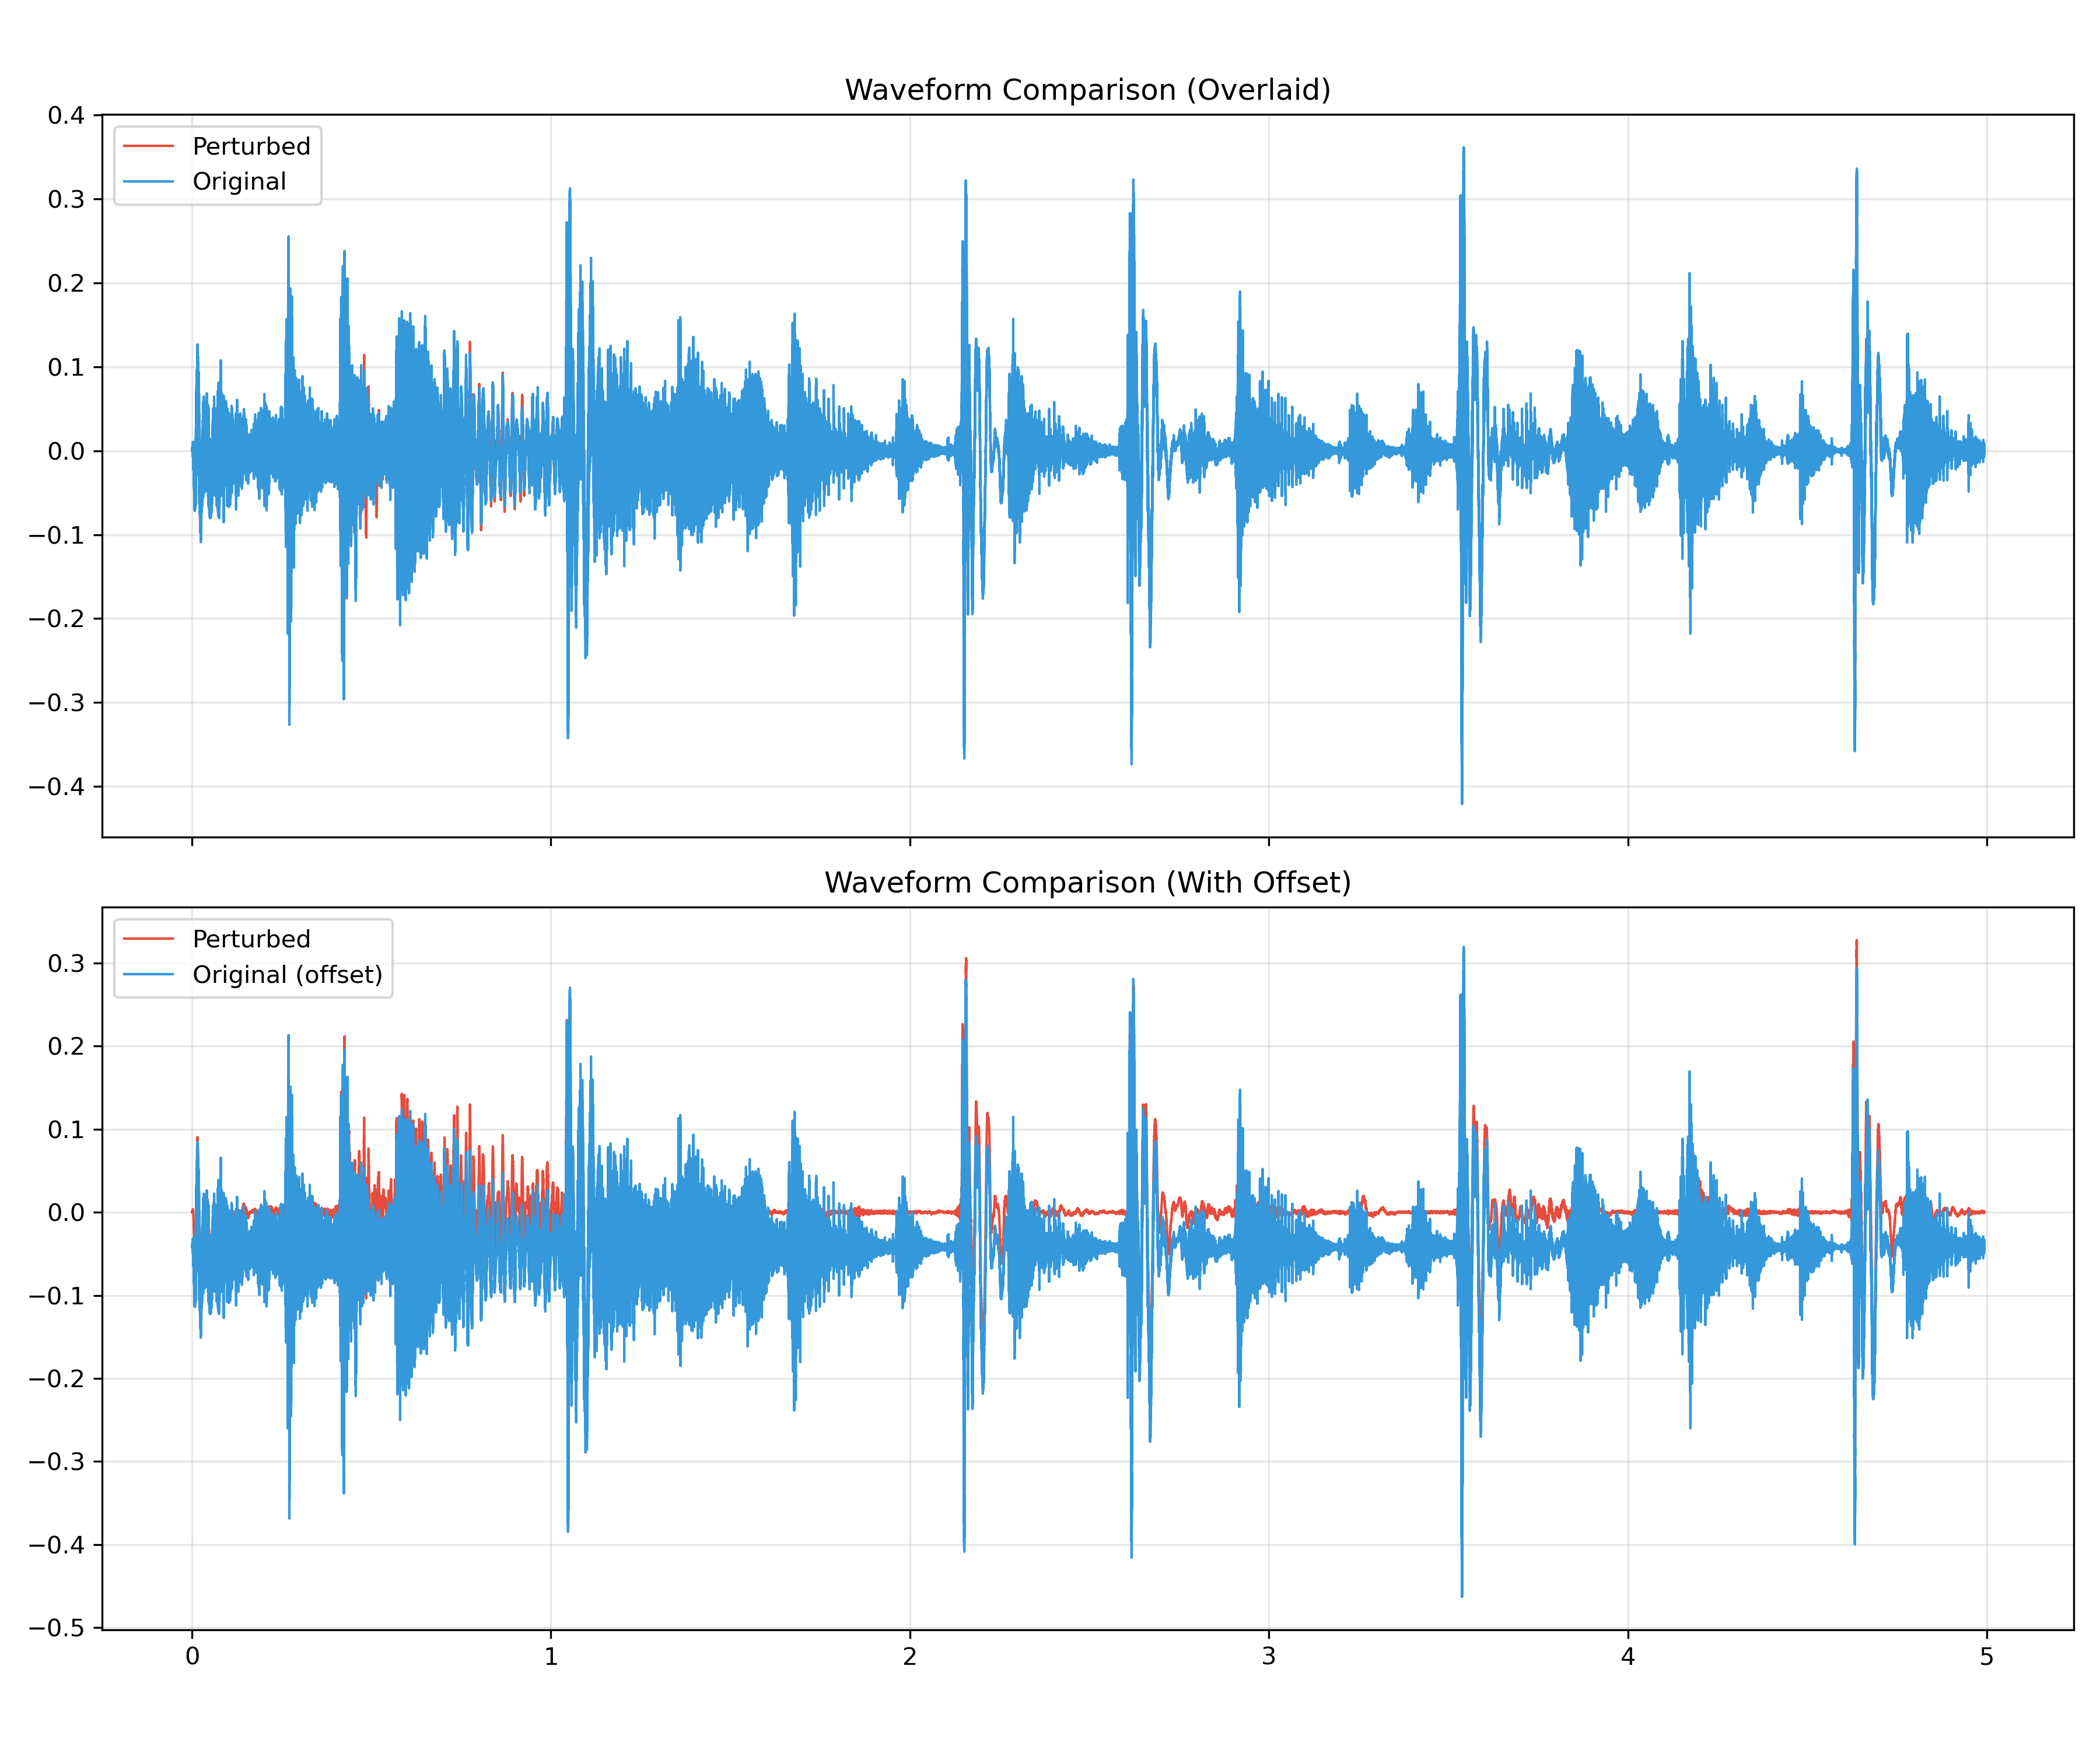 Waveform Comparison (Overlaid)
0.4
Perturbed
Original
0.3
0.2
0.1
0.0
−0.1
−0.2
−0.3
−0.4
Waveform Comparison (With Offset)
Perturbed
Original (offset)
0.3
0.2
0.1
0.0
−0.1
−0.2
−0.3
−0.4
−0.5
0 1 2 3 4 5